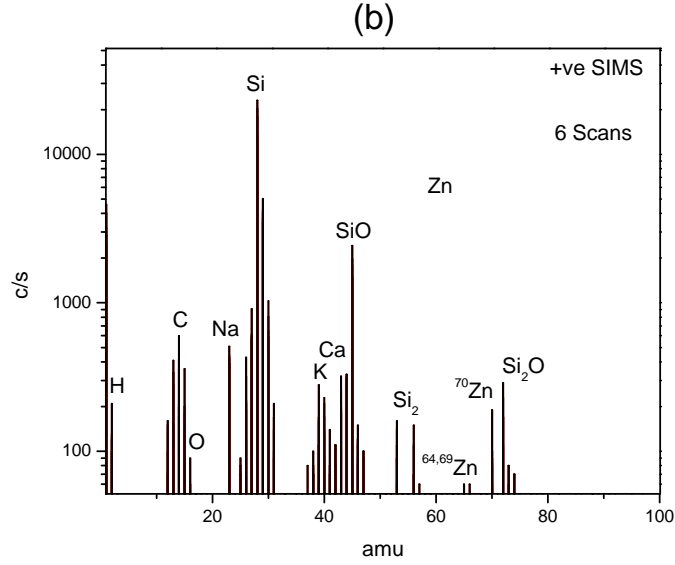 (b)
+ve SIMS
6 Scans
Si
Zn
SiO
C
Na
Ca
K
H
O
Si₂
⁷⁰Zn
Si₂O
⁶⁴,⁶⁹Zn
10000
1000
100
c/s
20 40 60 80 100
amu